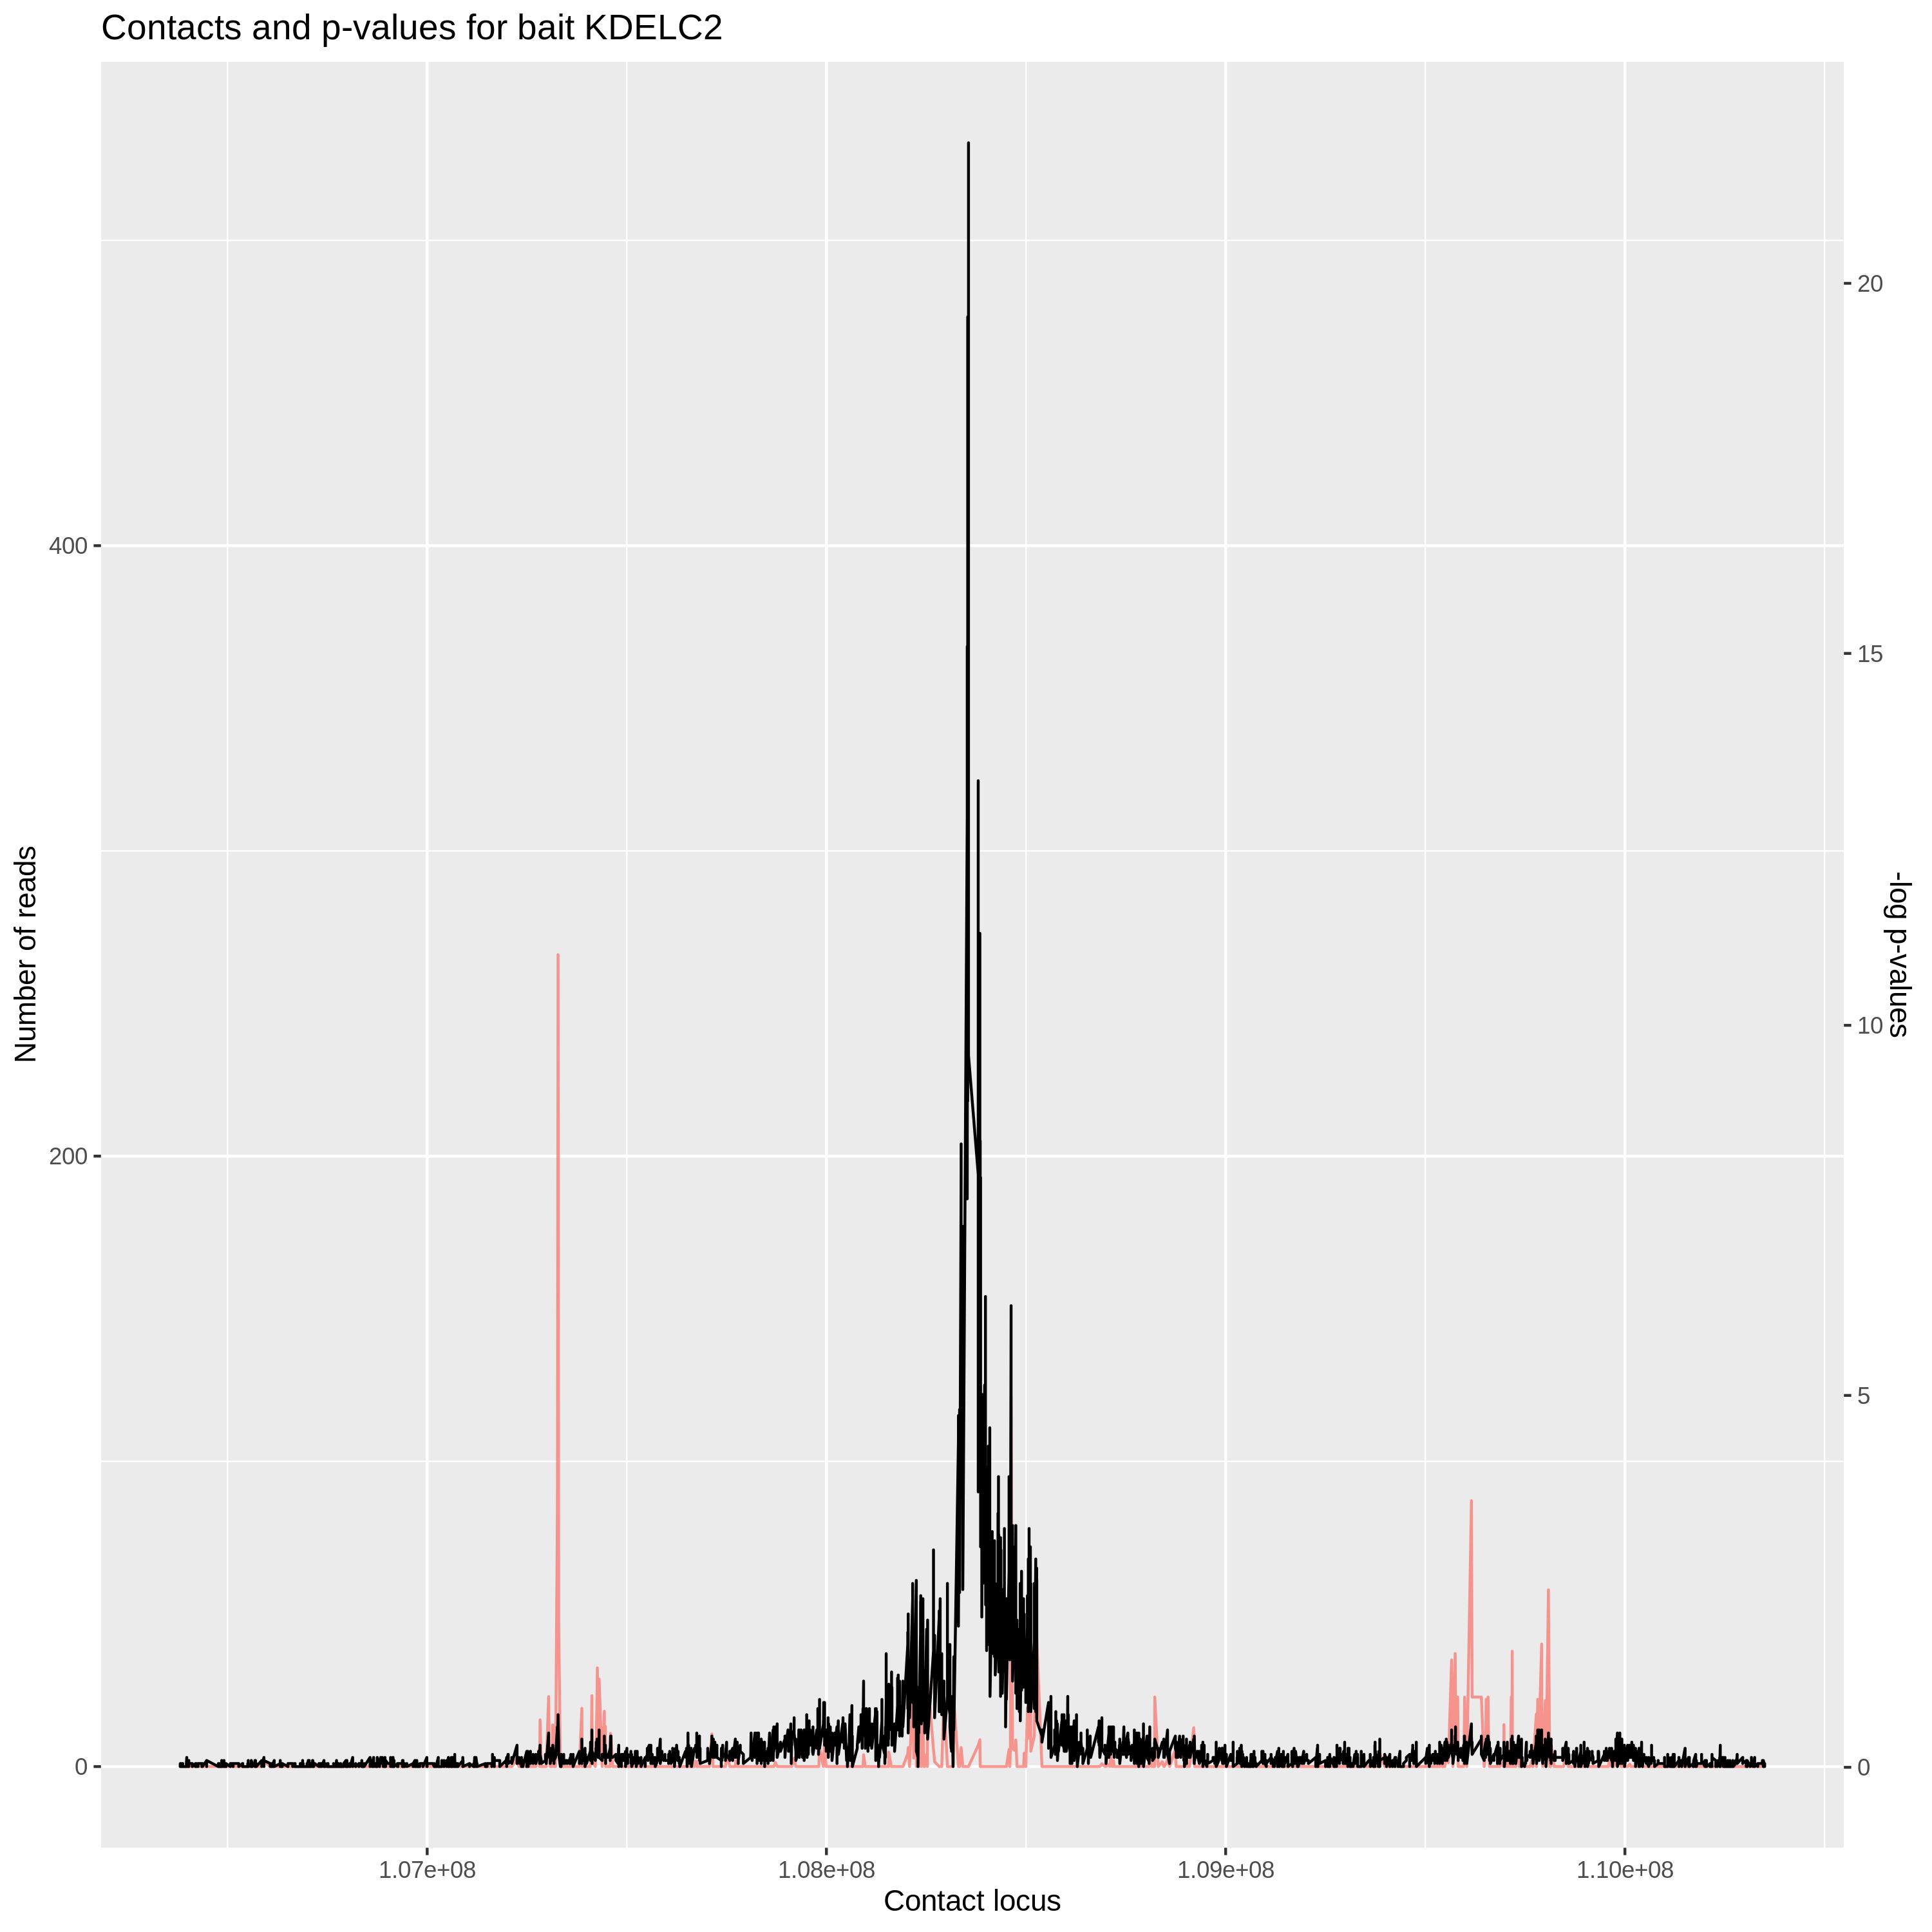 Contacts and p-values for bait KDELC2
Number of reads
400
200
0
20
15
10
5
0
-log p-values
1.07e+08
1.08e+08
1.09e+08
1.10e+08
Contact locus